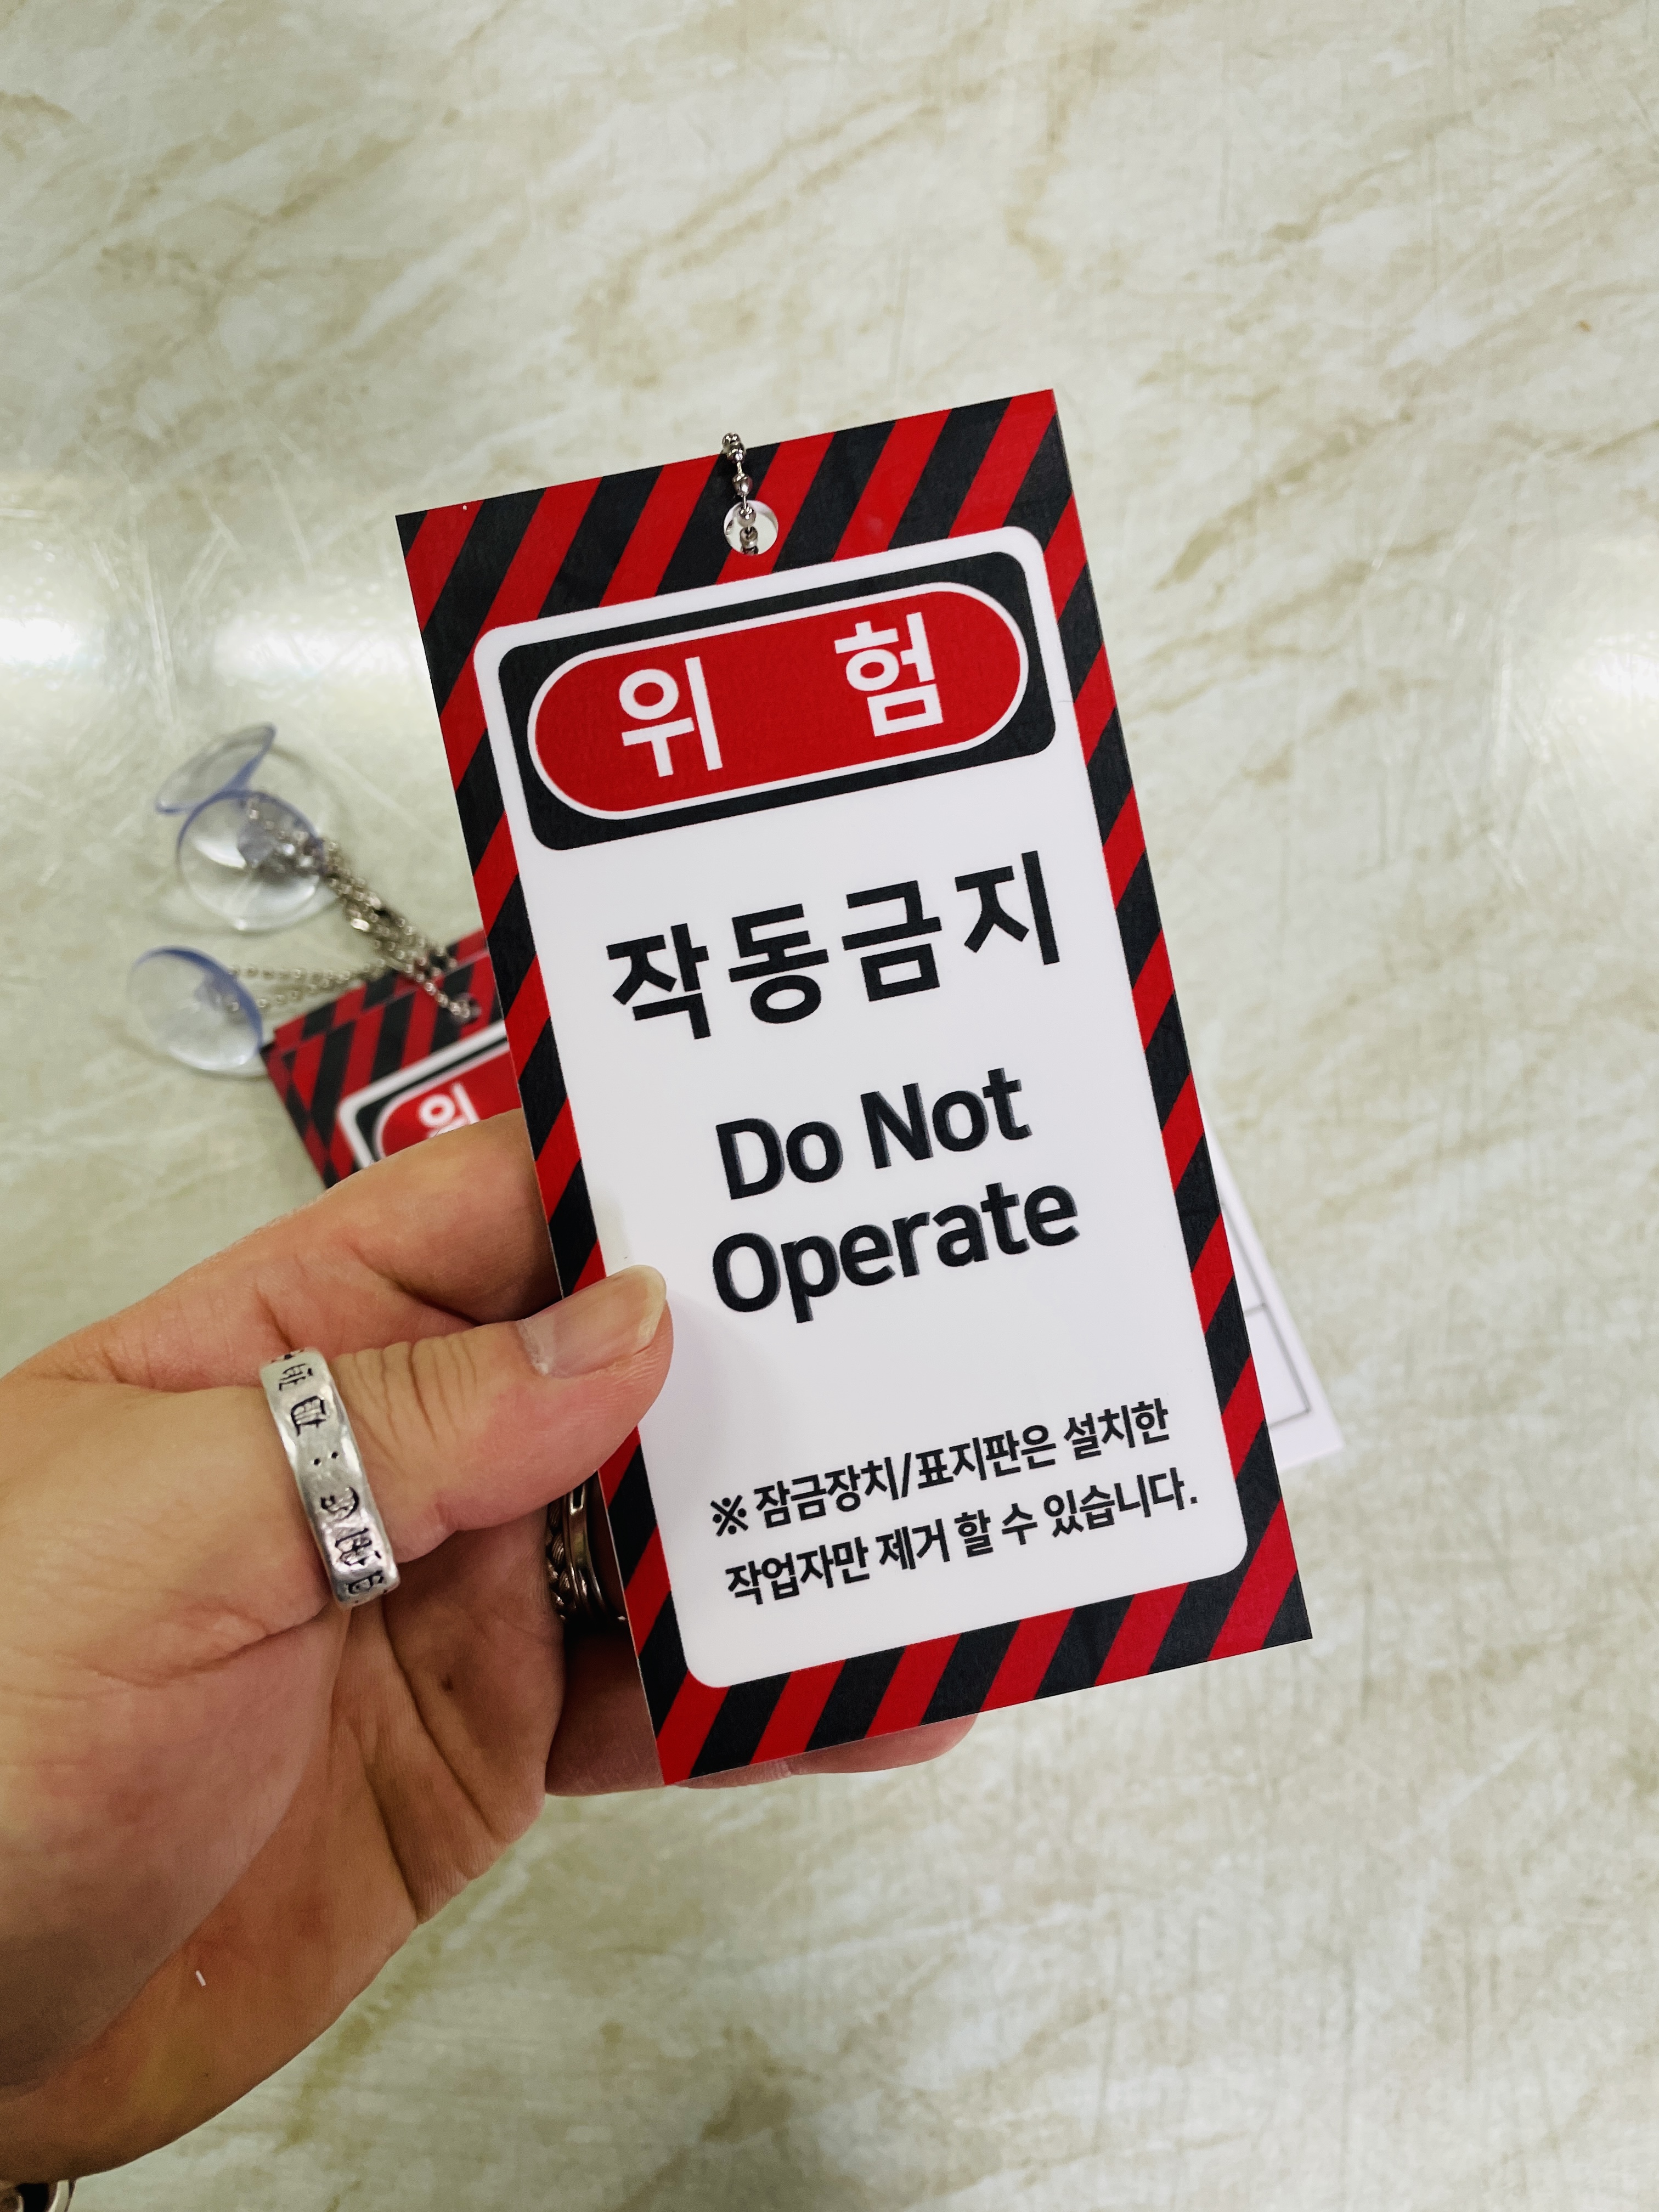 위 험
작동금지
Do Not
Operate
※ 잠금장치/표지판은 설치한
작업자만 제거 할 수 있습니다.
위